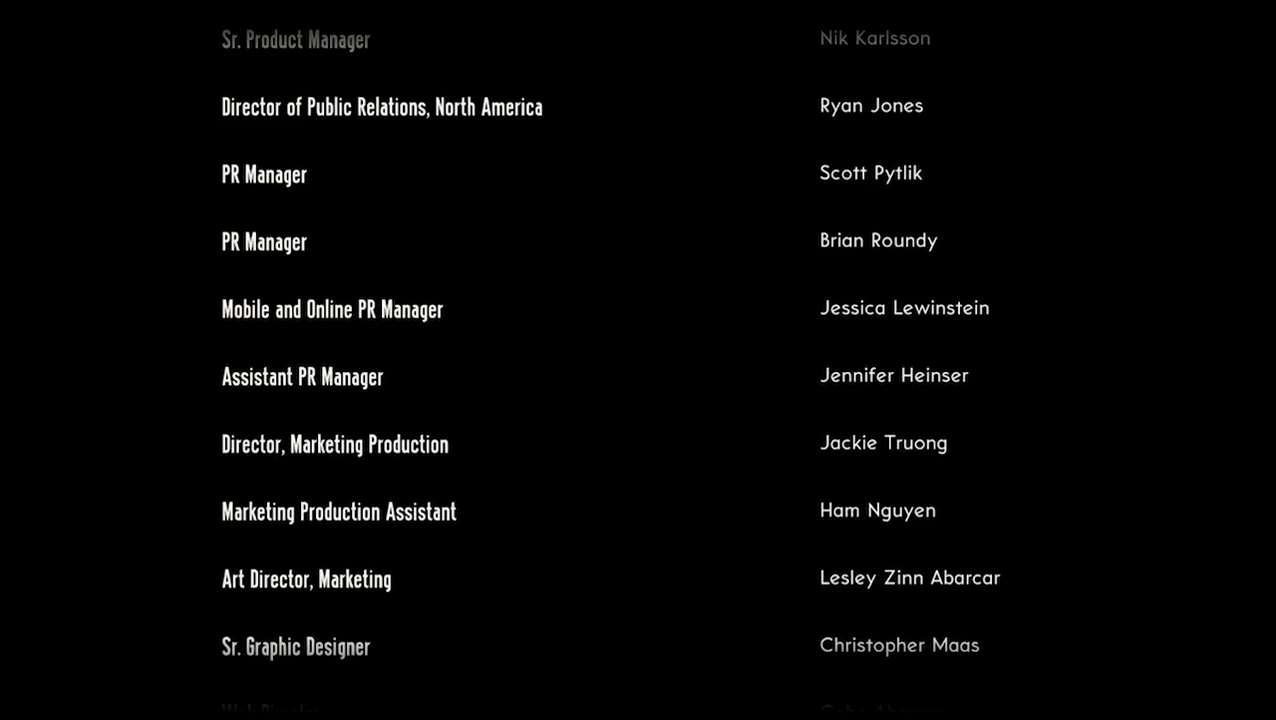 Sr. Product Manager Nik Karlsson
Director of Public Relations, North America Ryan Jones
PR Manager Scott Pytlik
PR Manager Brian Roundy
Mobile and Online PR Manager Jessica Lewinstein
Assistant PR Manager Jennifer Heinser
Director, Marketing Production Jackie Truong
Marketing Production Assistant Ham Nguyen
Art Director, Marketing Lesley Zinn Abarcar
Sr. Graphic Designer Christopher Maas